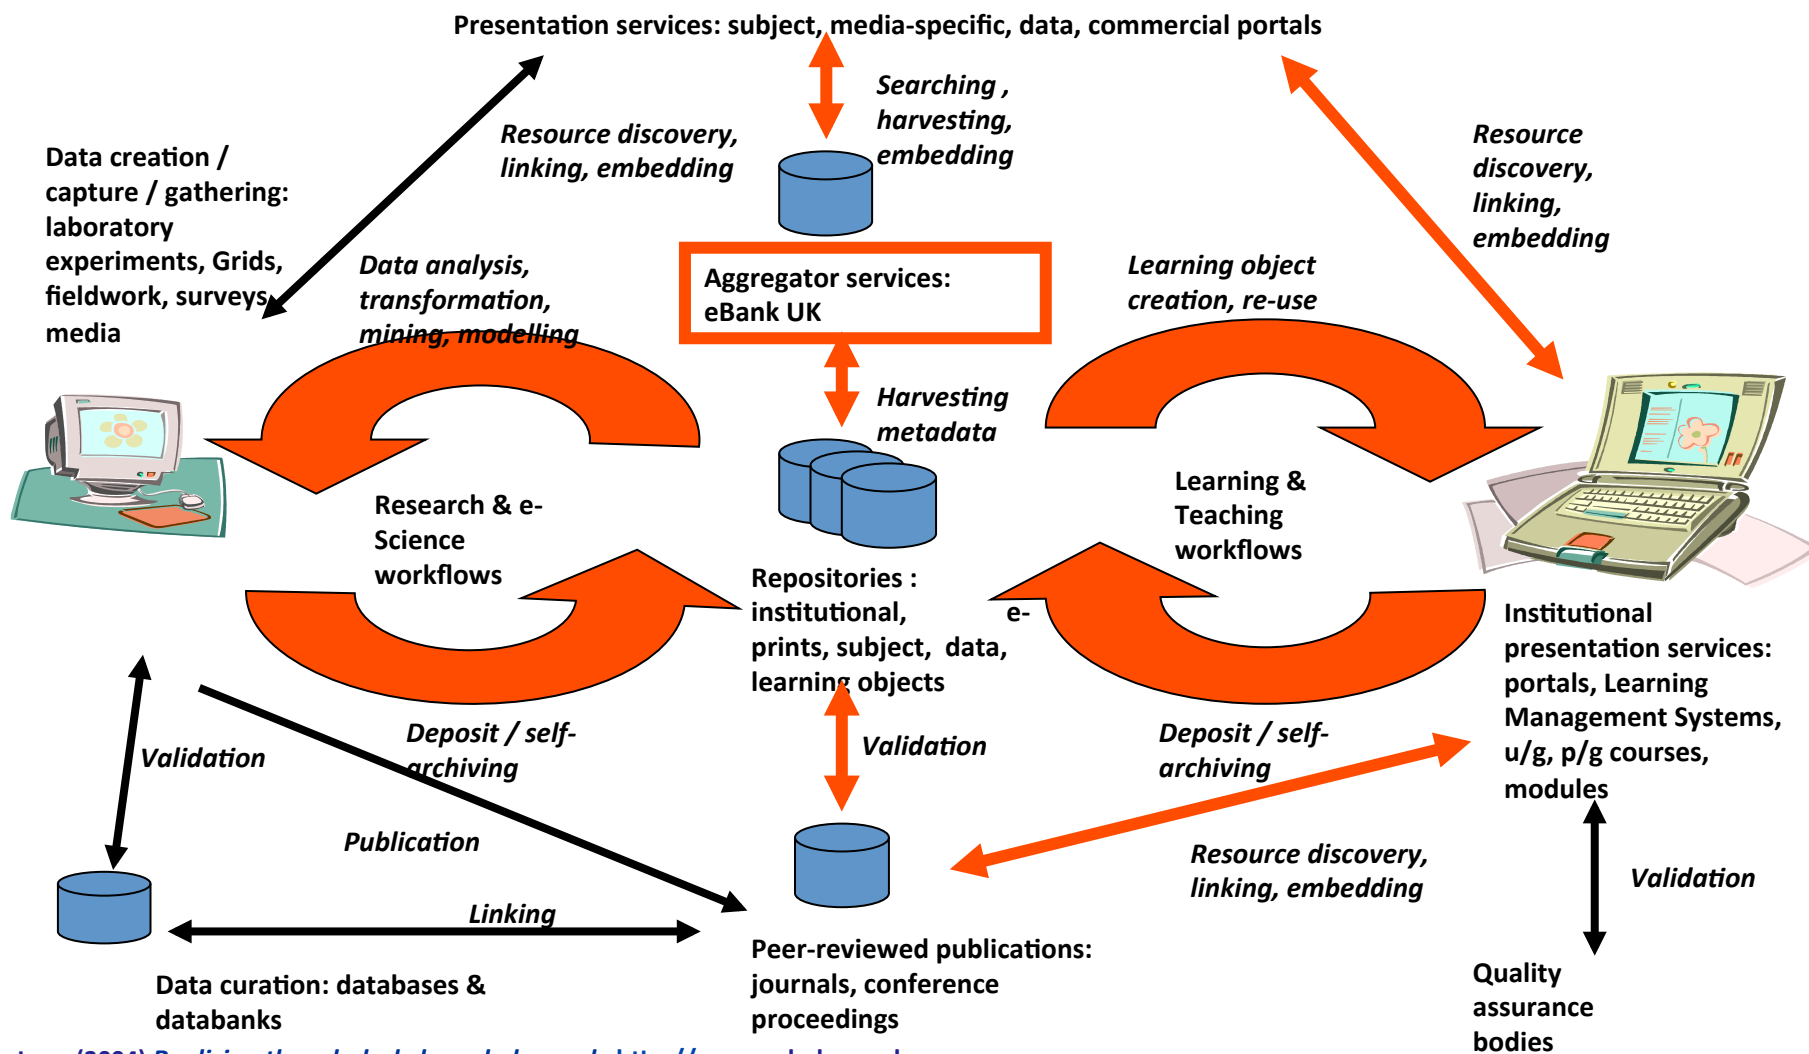 Presentation services: subject, media-specific, data, commercial portals
Searching ,
harvesting,
embedding
Resource discovery,
linking, embedding
Resource
discovery,
linking,
embedding
Data creation /
capture / gathering:
laboratory
experiments, Grids,
fieldwork, surveys,
media
Data analysis,
transformation,
mining, modelling
Aggregator services:
eBank UK
Learning object
creation, re-use
Harvesting
metadata
Research & e-
Science
workflows
Learning &
Teaching
workflows
Repositories :
institutional, e-
prints, subject, data,
learning objects
Institutional
presentation services:
portals, Learning
Management Systems,
u/g, p/g courses,
modules
Deposit / self-
archiving
Validation
Validation
Deposit / self-
archiving
Publication
Resource discovery,
linking, embedding
Validation
Linking
Data curation: databases &
databanks
Peer-reviewed publications:
journals, conference
proceedings
Quality
assurance
bodies